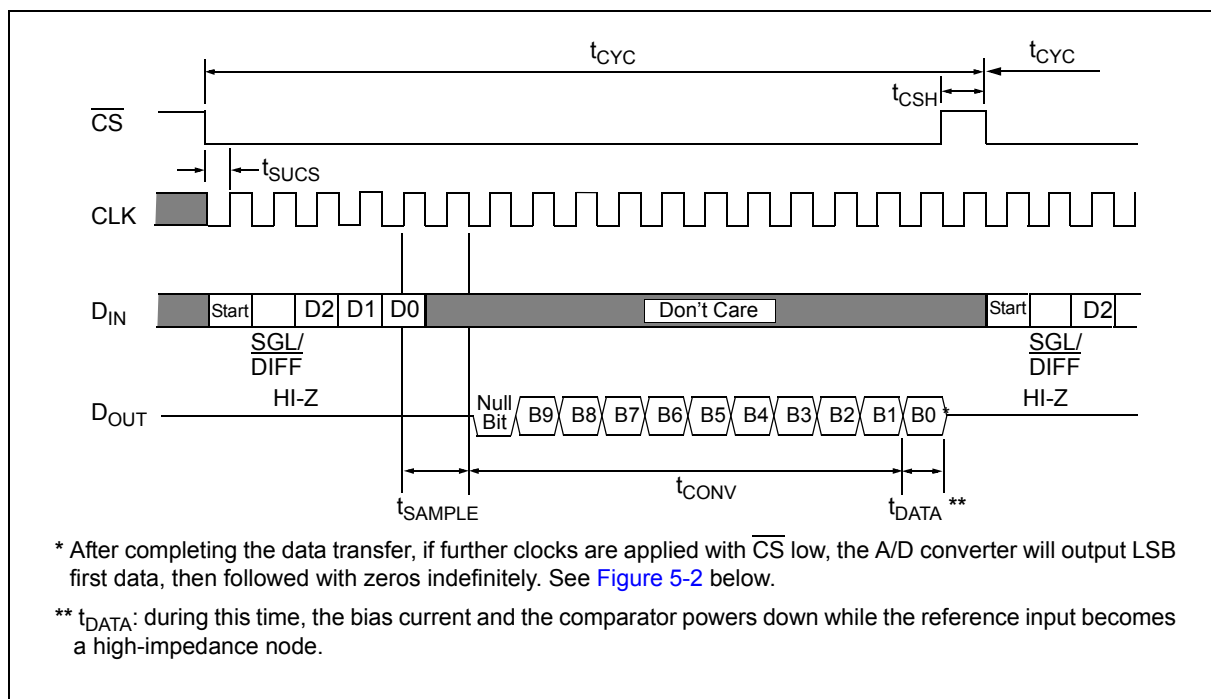 tCYC tCYC
tCSH
CS
tSUCS
CLK
DIN Start D2 D1 D0 Don't Care Start D2
SGL/ SGL/
DIFF DIFF
HI-Z HI-Z
DOUT Null Bit B9 B8 B7 B6 B5 B4 B3 B2 B1 B0 *
tCONV
tSAMPLE tDATA **
* After completing the data transfer, if further clocks are applied with CS low, the A/D converter will output LSB
first data, then followed with zeros indefinitely. See Figure 5-2 below.
** tDATA: during this time, the bias current and the comparator powers down while the reference input becomes
a high-impedance node.